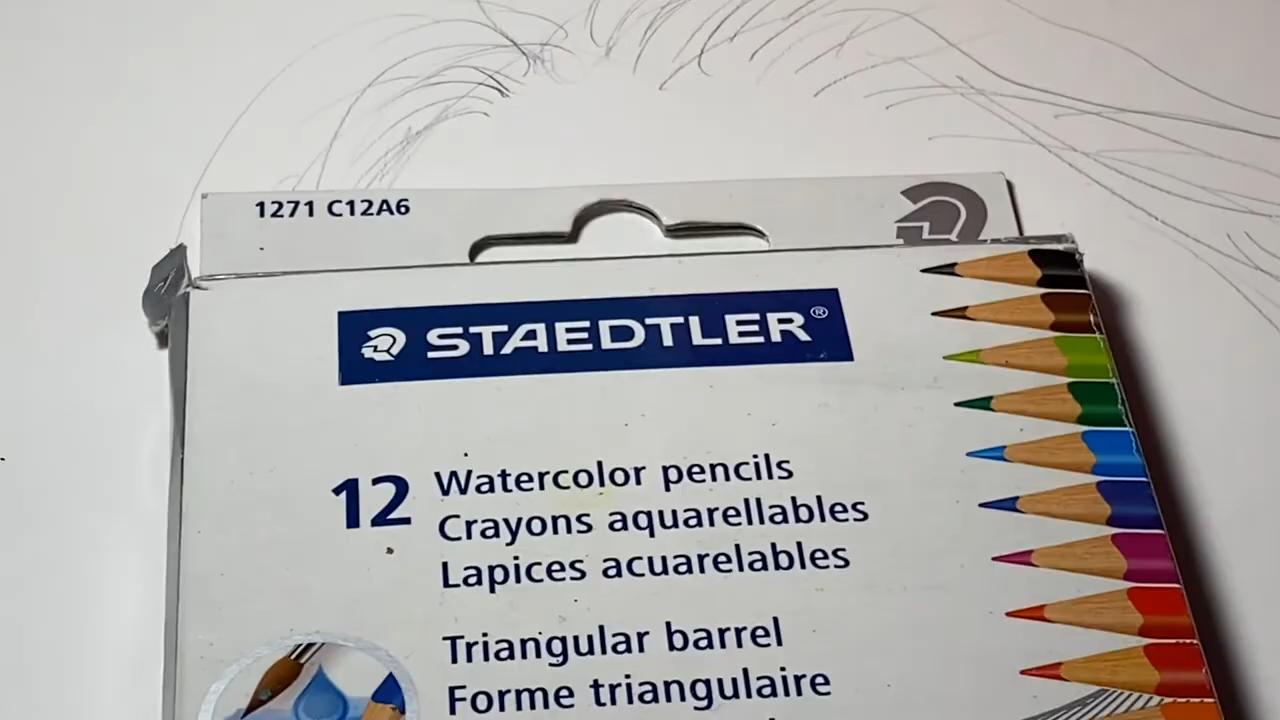 1271 C12A6
STAEDTLER®
12 Watercolor pencils
Crayons aquarellables
Lapices acuarelables
Triangular barrel
Forme triangulaire